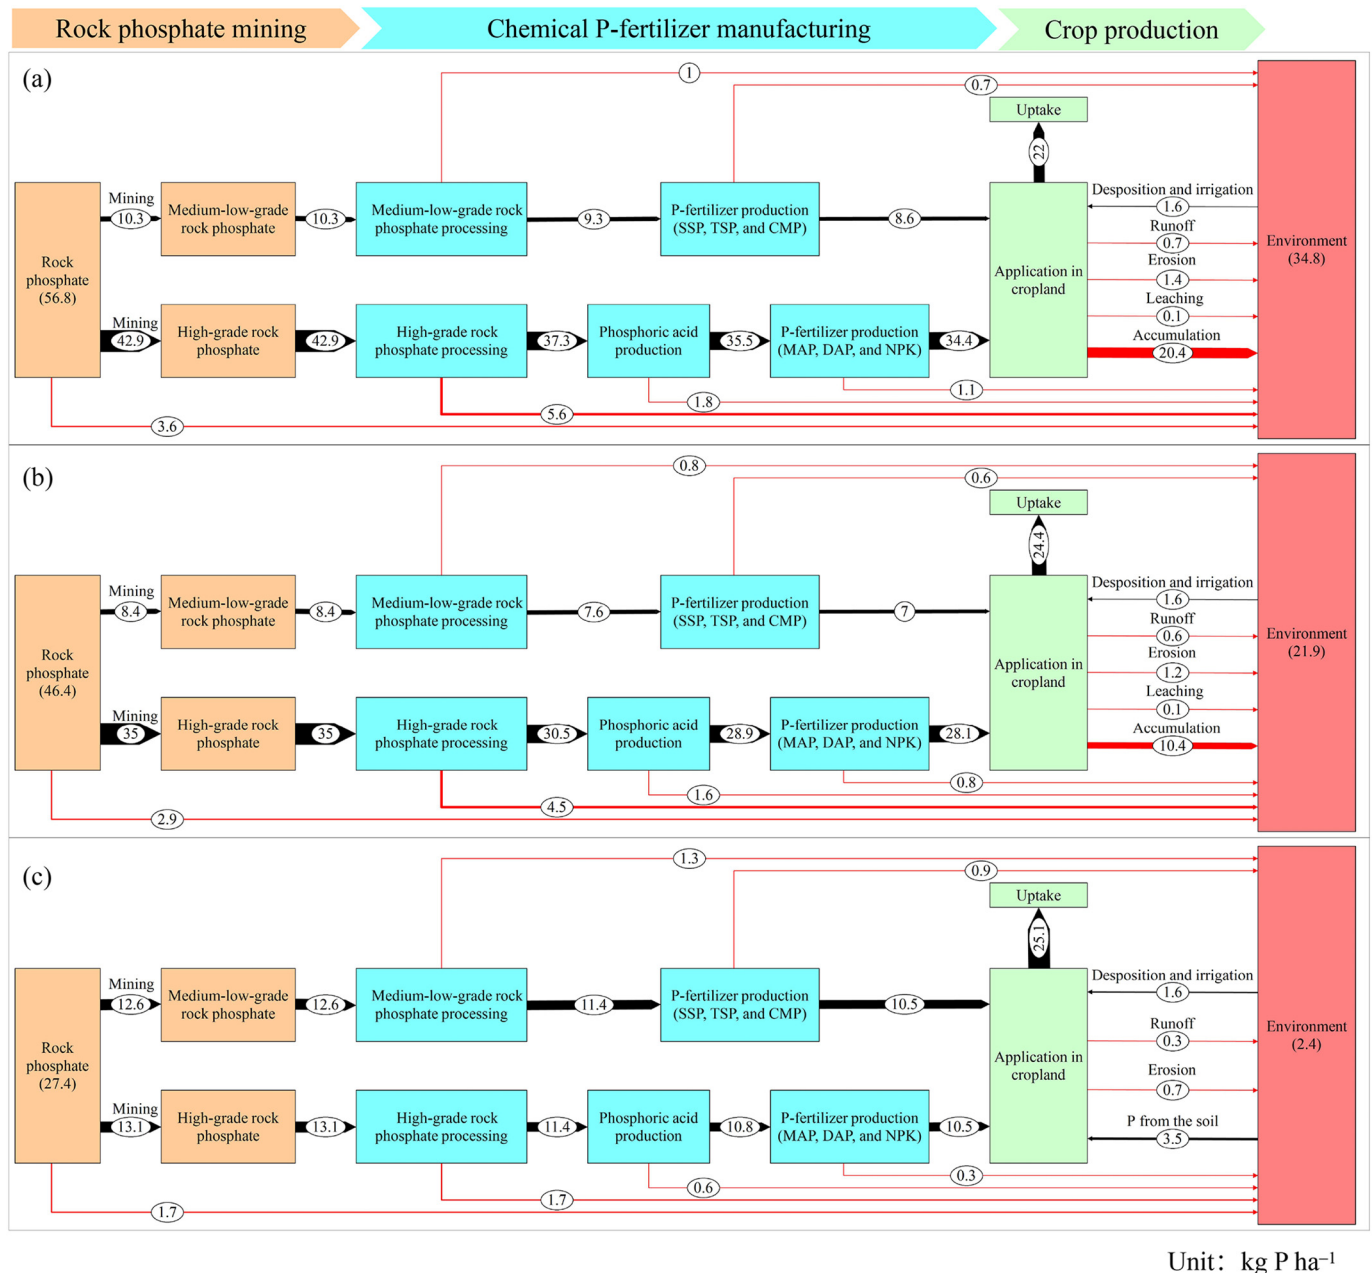 Rock phosphate mining
Chemical P-fertilizer manufacturing
Crop production
(a)
1
0.7
Uptake
22
Mining
10.3
Medium-low-grade
rock phosphate
10.3
Medium-low-grade rock
phosphate processing
9.3
P-fertilizer production
(SSP, TSP, and CMP)
8.6
Desposition and irrigation
1.6
Runoff
0.7
Erosion
1.4
Leaching
0.1
Accumulation
20.4
Rock
phosphate
(56.8)
Application in
cropland
Environment
(34.8)
Mining
42.9
High-grade rock
phosphate
42.9
High-grade rock
phosphate processing
37.3
Phosphoric acid
production
35.5
P-fertilizer production
(MAP, DAP, and NPK)
34.4
1.1
1.8
5.6
3.6
(b)
0.8
0.6
Uptake
24.4
Mining
8.4
Medium-low-grade
rock phosphate
8.4
Medium-low-grade rock
phosphate processing
7.6
P-fertilizer production
(SSP, TSP, and CMP)
7
Desposition and irrigation
1.6
Runoff
0.6
Erosion
1.2
Leaching
0.1
Accumulation
10.4
Rock
phosphate
(46.4)
Application in
cropland
Environment
(21.9)
Mining
35
High-grade rock
phosphate
35
High-grade rock
phosphate processing
30.5
Phosphoric acid
production
28.9
P-fertilizer production
(MAP, DAP, and NPK)
28.1
0.8
1.6
4.5
2.9
(c)
1.3
0.9
Uptake
25.1
Mining
12.6
Medium-low-grade
rock phosphate
12.6
Medium-low-grade rock
phosphate processing
11.4
P-fertilizer production
(SSP, TSP, and CMP)
10.5
Desposition and irrigation
1.6
Runoff
0.3
Erosion
0.7
P from the soil
3.5
Rock
phosphate
(27.4)
Application in
cropland
Environment
(2.4)
Mining
13.1
High-grade rock
phosphate
13.1
High-grade rock
phosphate processing
11.4
Phosphoric acid
production
10.8
P-fertilizer production
(MAP, DAP, and NPK)
10.5
0.3
0.6
1.7
1.7
Unit: kg P ha⁻¹